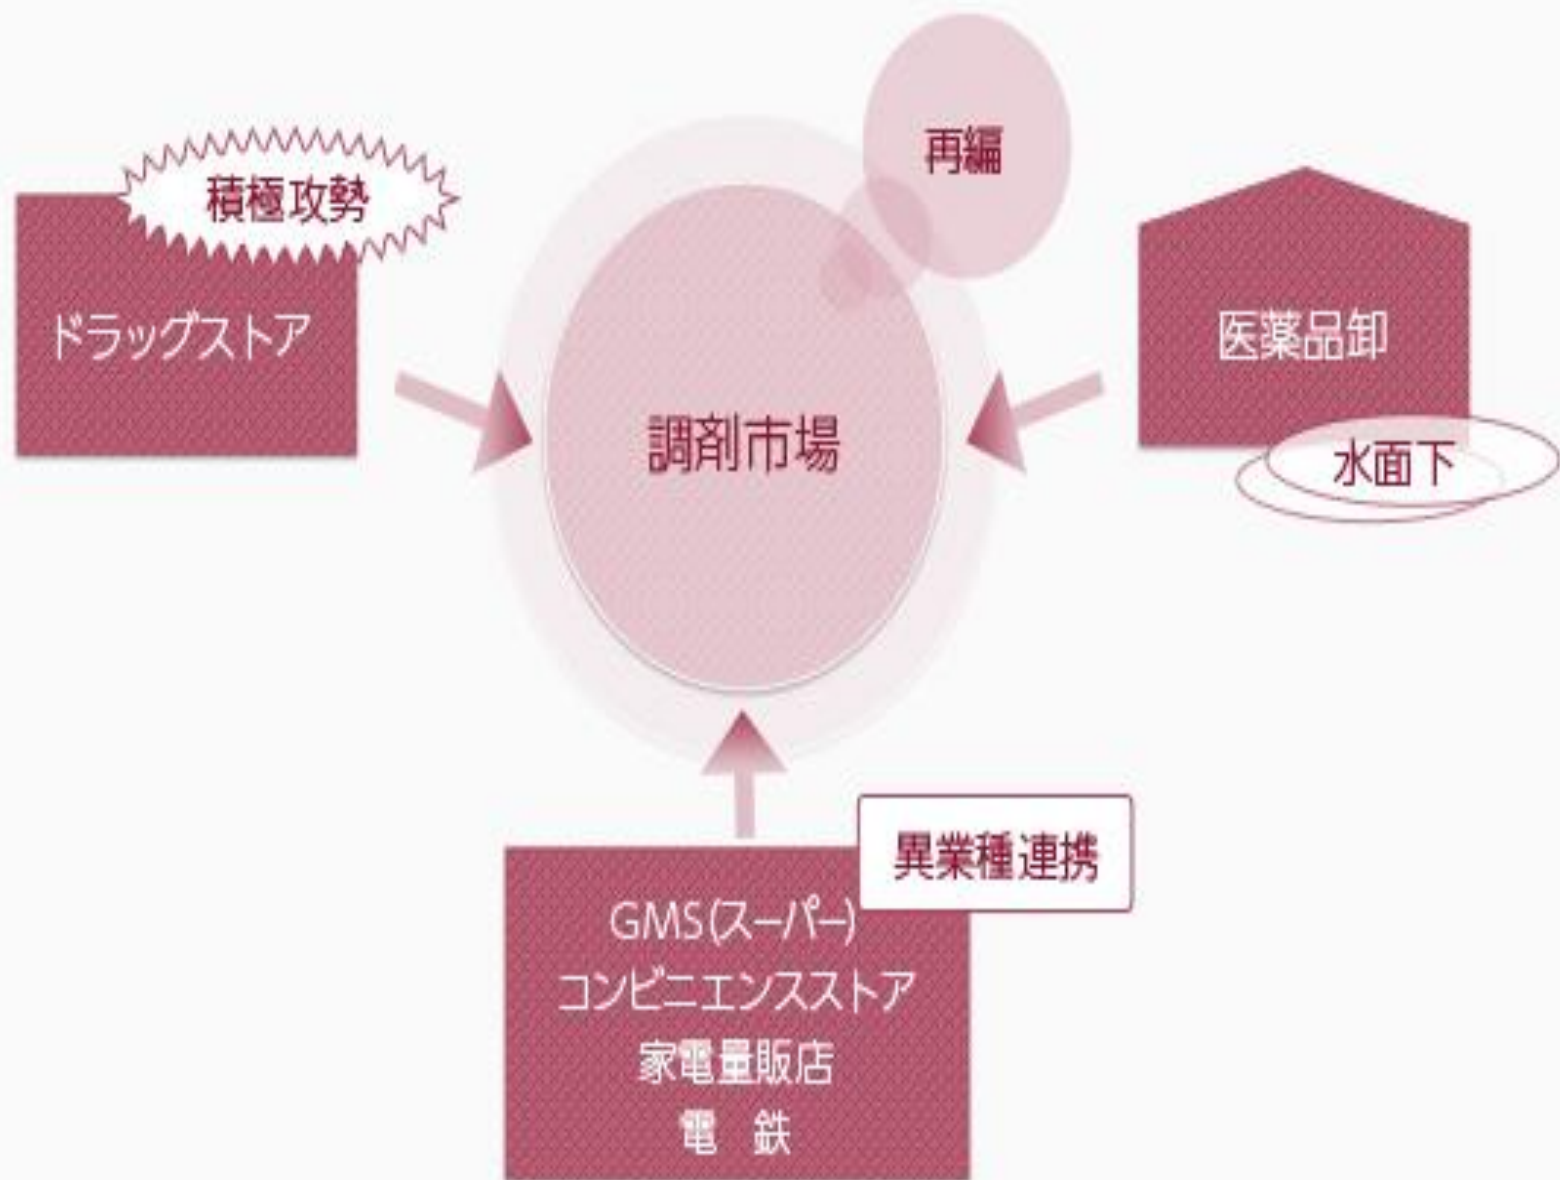 再編
積極攻勢
ドラッグストア
医薬品卸
水面下
調剤市場
異業種連携
GMS(スーパー)
コンビニエンスストア
家電量販店
電　鉄